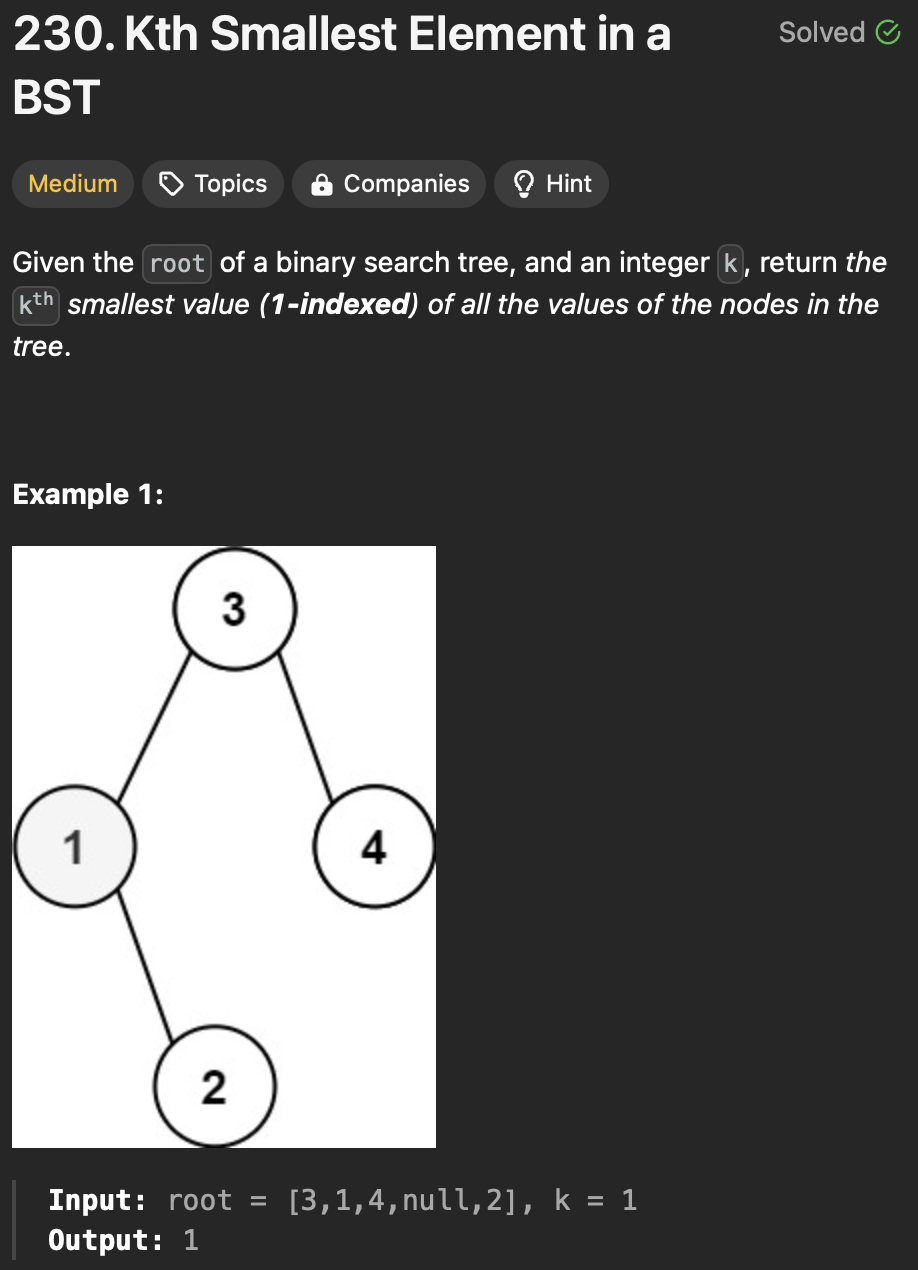 230. Kth Smallest Element in a
Solved
BST
Medium
Topics
Companies
Hint
Given the root of a binary search tree, and an integer k, return the
kth smallest value (1-indexed) of all the values of the nodes in the
tree.
Example 1:
3
1
4
2
Input: root = [3,1,4,null,2], k = 1
Output: 1